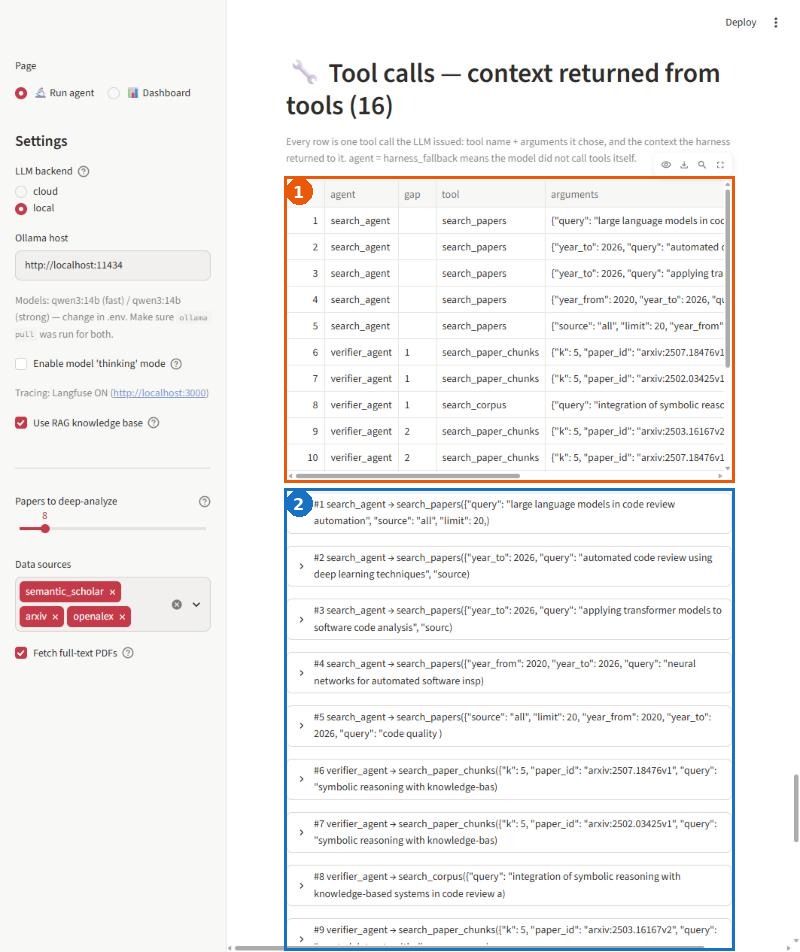 Deploy
Page
Run agent
Dashboard
Settings
LLM backend
cloud
local
Ollama host
http://localhost:11434
Models: qwen3:14b (fast) / qwen3:14b
(strong) — change in .env. Make sure ollama
pull was run for both.
Enable model 'thinking' mode
Tracing: Langfuse ON (http://localhost:3000)
Use RAG knowledge base
Papers to deep-analyze
8
Data sources
semantic_scholar ×
arxiv × openalex ×
Fetch full-text PDFs
Tool calls — context returned from
tools (16)
Every row is one tool call the LLM issued: tool name + arguments it chose, and the context the harness
returned to it. agent = harness_fallback means the model did not call tools itself.
1
agent gap tool arguments
1 search_agent search_papers {"query": "large language models in coc
2 search_agent search_papers {"year_to": 2026, "query": "automated c
3 search_agent search_papers {"year_to": 2026, "query": "applying tra
4 search_agent search_papers {"year_from": 2020, "year_to": 2026, "qu
5 search_agent search_papers {"source": "all", "limit": 20, "year_from"
6 verifier_agent 1 search_paper_chunks {"k": 5, "paper_id": "arxiv:2507.18476v1
7 verifier_agent 1 search_paper_chunks {"k": 5, "paper_id": "arxiv:2502.03425v1
8 verifier_agent 1 search_corpus {"query": "integration of symbolic reasc
9 verifier_agent 2 search_paper_chunks {"k": 5, "paper_id": "arxiv:2503.16167v2
10 verifier_agent 2 search_paper_chunks {"k": 5, "paper_id": "arxiv:2507.18476v1
2
#1 search_agent → search_papers({"query": "large language models in code review
automation", "source": "all", "limit": 20,)
#2 search_agent → search_papers({"year_to": 2026, "query": "automated code review using
deep learning techniques", "source)
#3 search_agent → search_papers({"year_to": 2026, "query": "applying transformer models to
software code analysis", "sourc)
#4 search_agent → search_papers({"year_from": 2020, "year_to": 2026, "query": "neural
networks for automated software insp)
#5 search_agent → search_papers({"source": "all", "limit": 20, "year_from": 2020, "year_to":
2026, "query": "code quality )
#6 verifier_agent → search_paper_chunks({"k": 5, "paper_id": "arxiv:2507.18476v1", "query":
"symbolic reasoning with knowledge-bas)
#7 verifier_agent → search_paper_chunks({"k": 5, "paper_id": "arxiv:2502.03425v1", "query":
"symbolic reasoning with knowledge-bas)
#8 verifier_agent → search_corpus({"query": "integration of symbolic reasoning with
knowledge-based systems in code review a)
#9 verifier_agent → search_paper_chunks({"k": 5, "paper_id": "arxiv:2503.16167v2", "query":